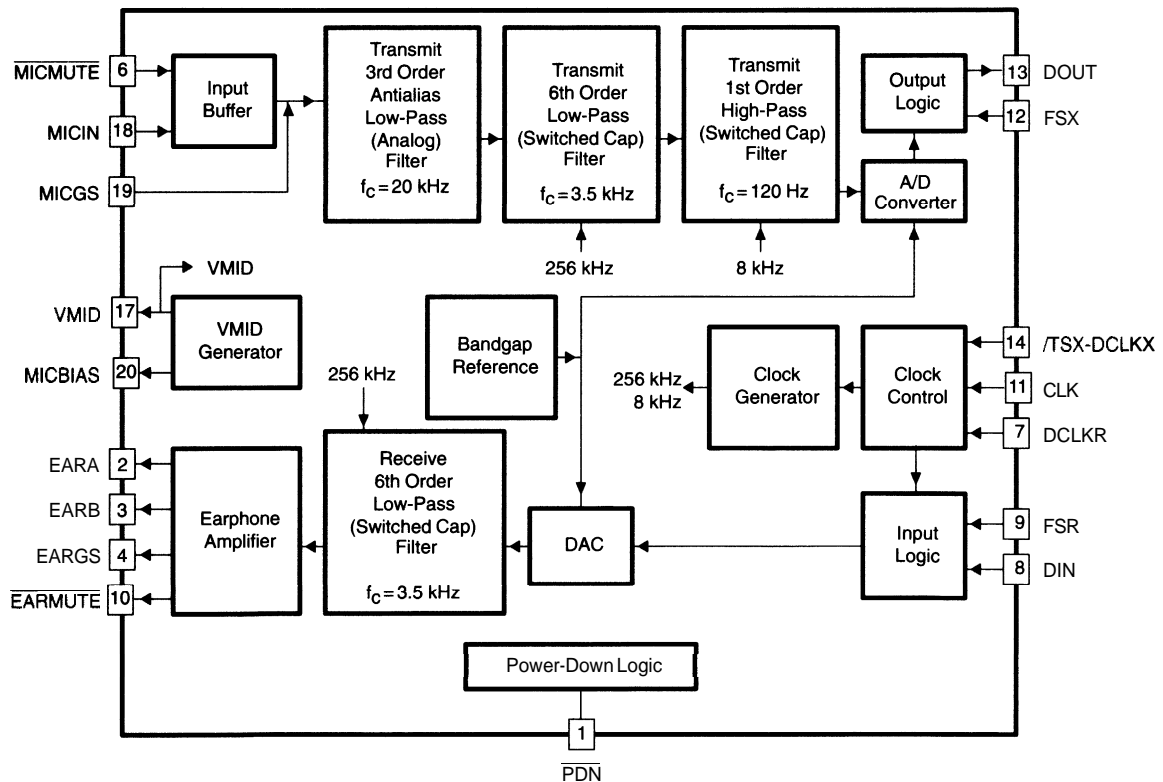 MICMUTE
6
MICIN
18
MICGS
19
Input
Buffer
Transmit
3rd Order
Antialias
Low-Pass
(Analog)
Filter
fc = 20 kHz
Transmit
6th Order
Low-Pass
(Switched Cap)
Filter
fc = 3.5 kHz
256 kHz
Transmit
1st Order
High-Pass
(Switched Cap)
Filter
fc = 120 Hz
8 kHz
Output
Logic
13
DOUT
12
FSX
A/D
Converter
VMID
VMID
17
MICBIAS
20
VMID
Generator
Bandgap
Reference
256 kHz
8 kHz
Clock
Generator
Clock
Control
14
/TSX-DCLKX
11
CLK
7
DCLKR
256 kHz
EARA
2
EARB
3
EARGS
4
EARMUTE
10
Earphone
Amplifier
Receive
6th Order
Low-Pass
(Switched Cap)
Filter
fc = 3.5 kHz
DAC
Input
Logic
9
FSR
8
DIN
Power-Down Logic
1
PDN